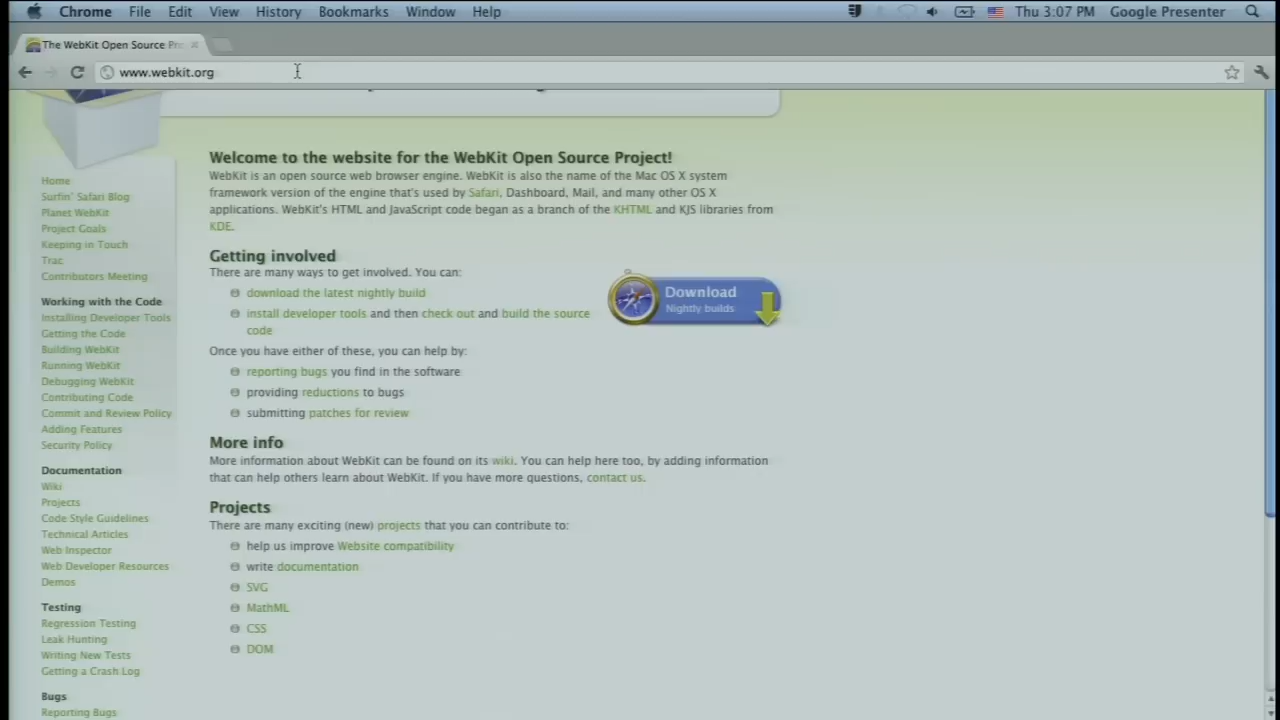 Chrome File Edit View History Bookmarks Window Help Thu 3:07 PM Google Presenter
The WebKit Open Source Pr
www.webkit.org
Home
Surfin' Safari Blog
Planet WebKit
Project Goals
Keeping in Touch
Trac
Contributors Meeting
Working with the Code
Installing Developer Tools
Getting the Code
Building WebKit
Running WebKit
Debugging WebKit
Contributing Code
Commit and Review Policy
Adding Features
Security Policy
Documentation
Wiki
Projects
Code Style Guidelines
Technical Articles
Web Inspector
Web Developer Resources
Demos
Testing
Regression Testing
Leak Hunting
Writing New Tests
Getting a Crash Log
Bugs
Reporting Bugs
Welcome to the website for the WebKit Open Source Project!
WebKit is an open source web browser engine. WebKit is also the name of the Mac OS X system
framework version of the engine that's used by Safari, Dashboard, Mail, and many other OS X
applications. WebKit's HTML and JavaScript code began as a branch of the KHTML and KJS libraries from
KDE.
Getting involved
There are many ways to get involved. You can:
download the latest nightly build
install developer tools and then check out and build the source
code
Download
Nightly builds
Once you have either of these, you can help by:
reporting bugs you find in the software
providing reductions to bugs
submitting patches for review
More info
More information about WebKit can be found on its wiki. You can help here too, by adding information
that can help others learn about WebKit. If you have more questions, contact us.
Projects
There are many exciting (new) projects that you can contribute to:
help us improve Website compatibility
write documentation
SVG
MathML
CSS
DOM